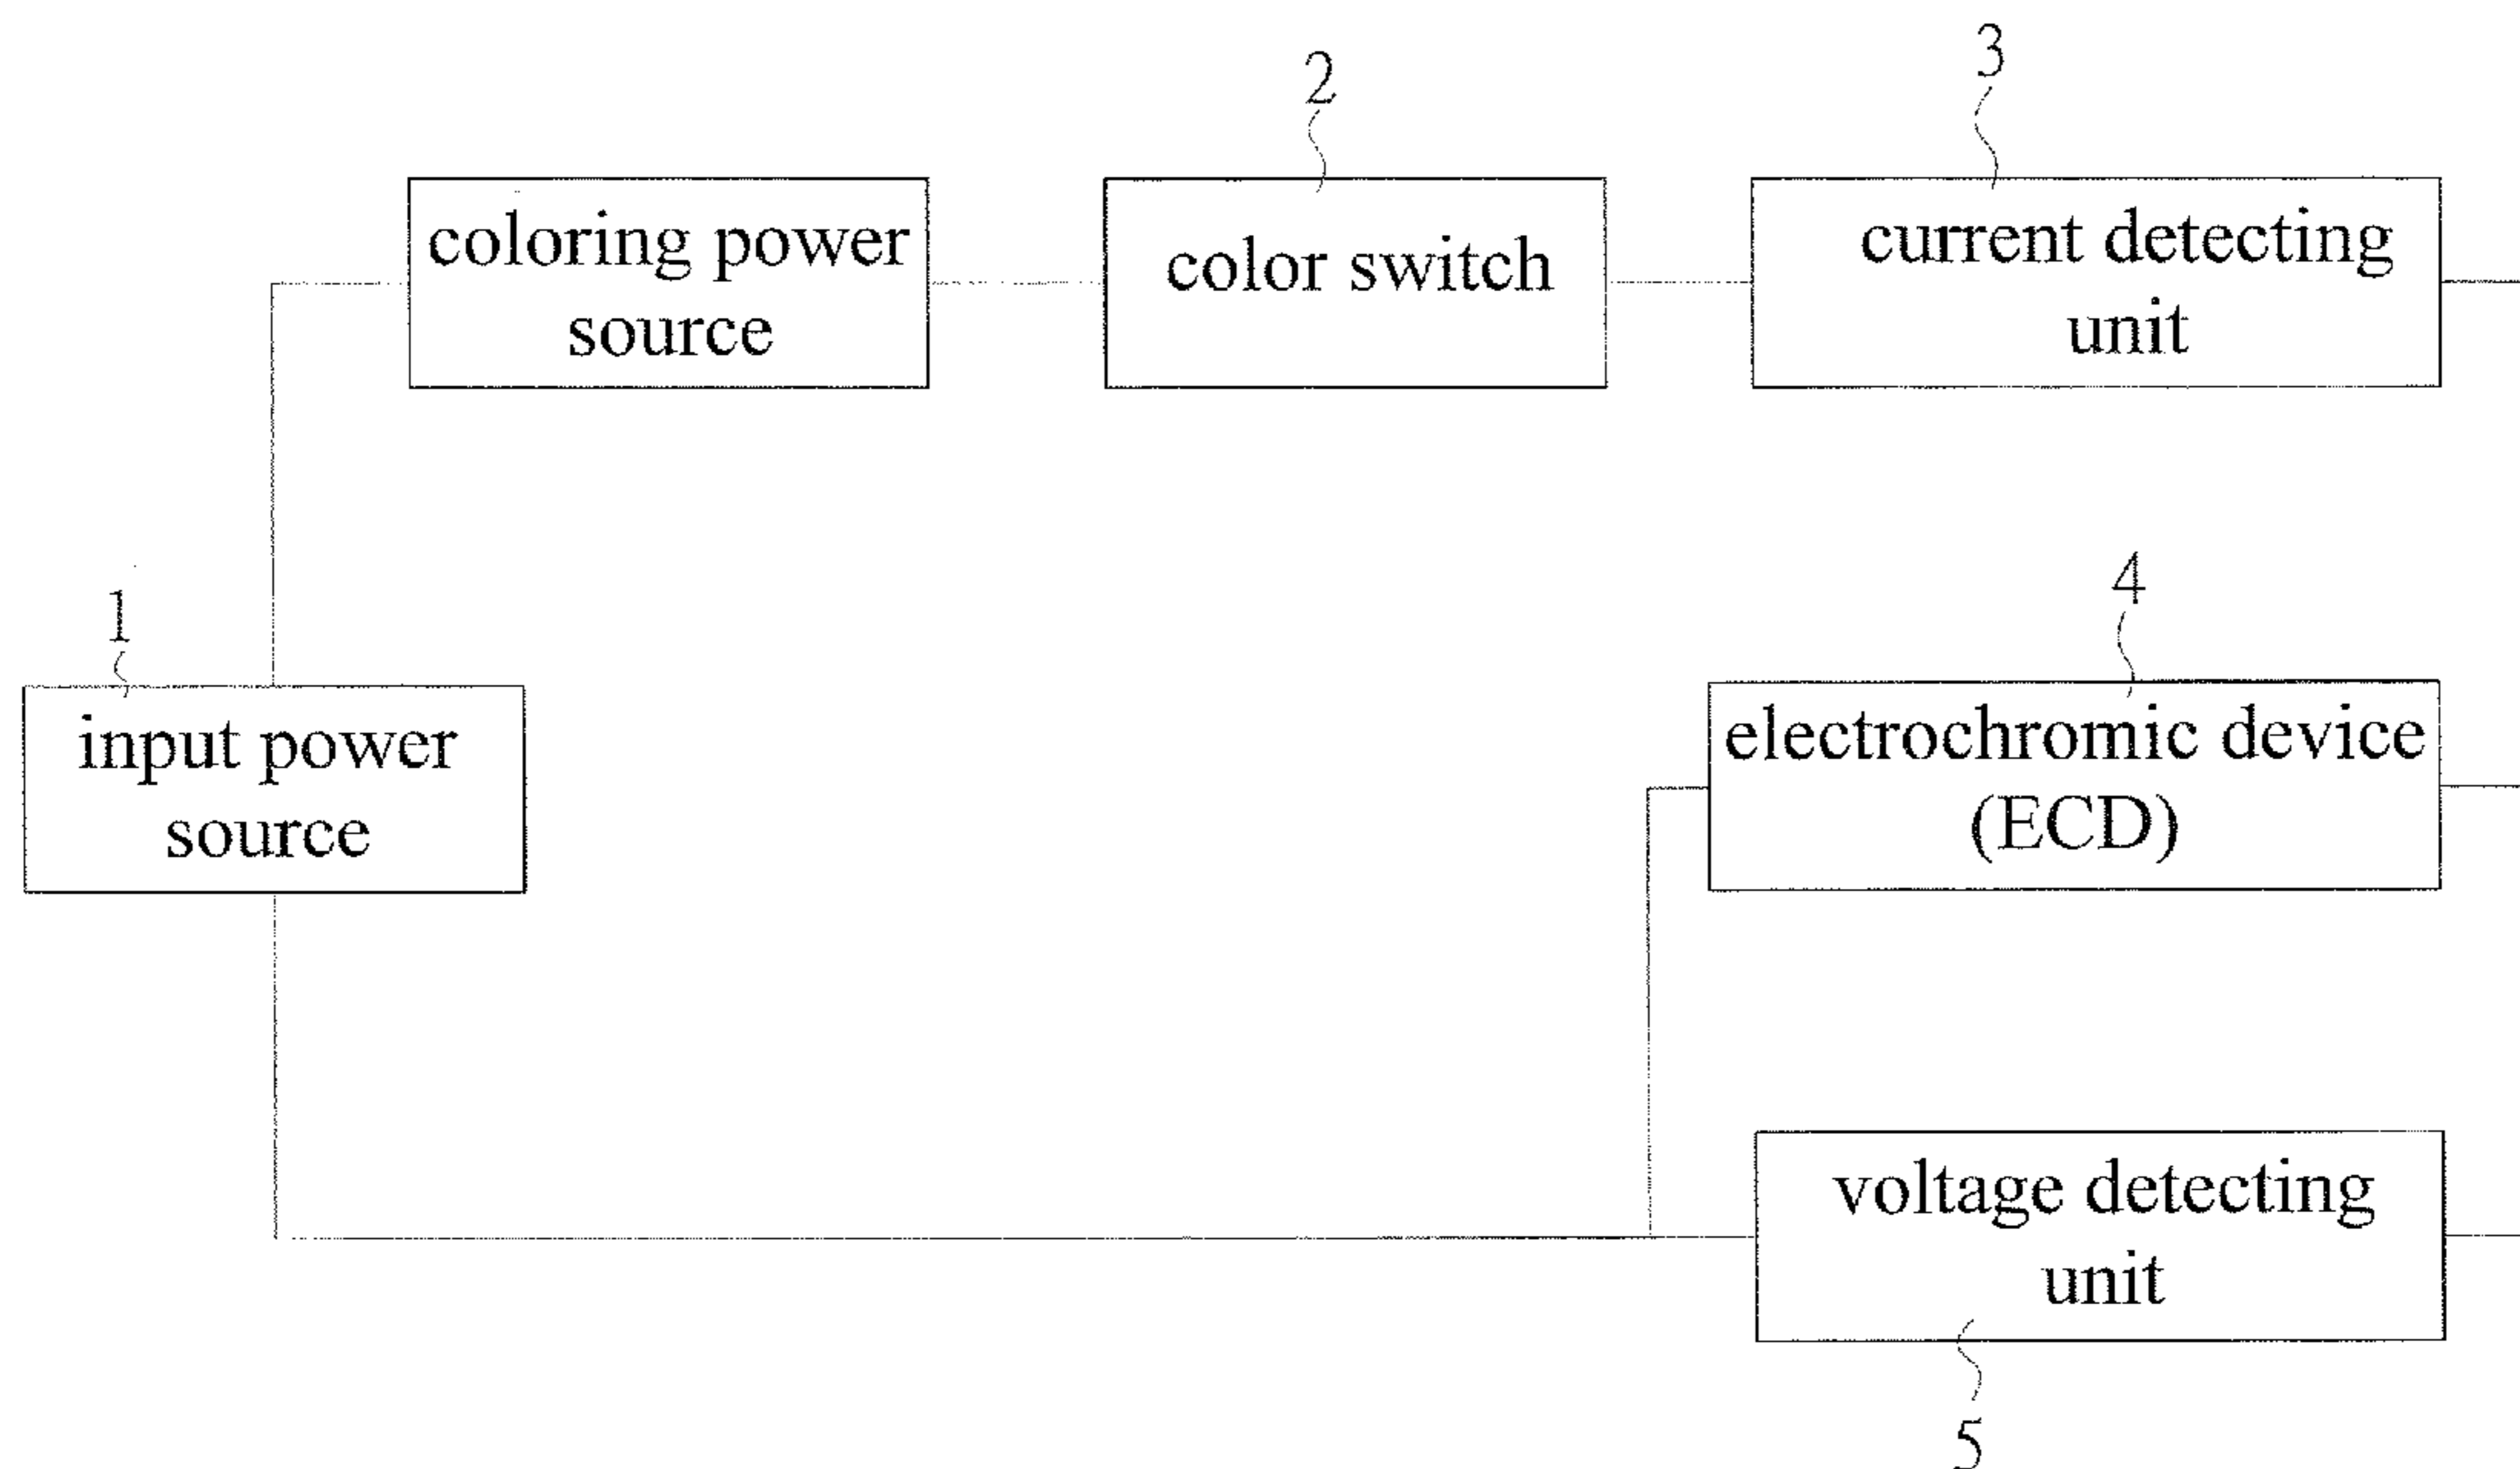 2
3
coloring power
source
color switch
current detecting
unit
1
input power
source
4
electrochromic device
(ECD)
voltage detecting
unit
5